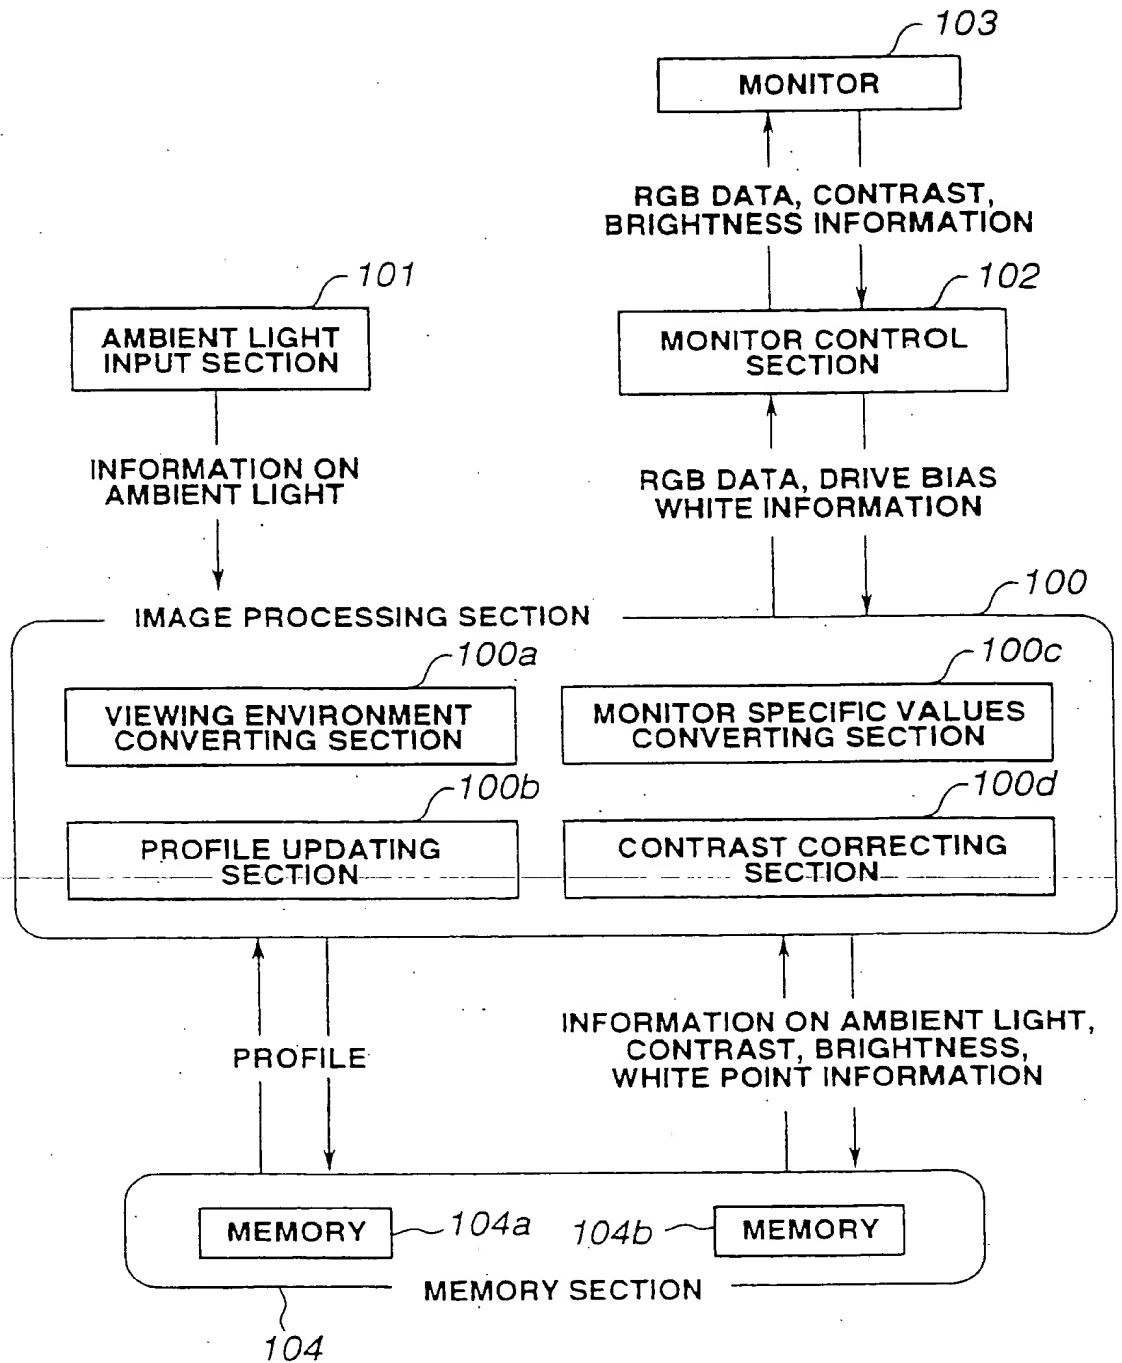 103
MONITOR
RGB DATA, CONTRAST,
BRIGHTNESS INFORMATION
101
102
AMBIENT LIGHT
INPUT SECTION
MONITOR CONTROL
SECTION
INFORMATION ON
AMBIENT LIGHT
RGB DATA, DRIVE BIAS
WHITE INFORMATION
100
IMAGE PROCESSING SECTION
100a
100c
VIEWING ENVIRONMENT
CONVERTING SECTION
MONITOR SPECIFIC VALUES
CONVERTING SECTION
100b
100d
PROFILE UPDATING
SECTION
CONTRAST CORRECTING
SECTION
PROFILE
INFORMATION ON AMBIENT LIGHT,
CONTRAST, BRIGHTNESS,
WHITE POINT INFORMATION
MEMORY
104a
104b
MEMORY
MEMORY SECTION
104